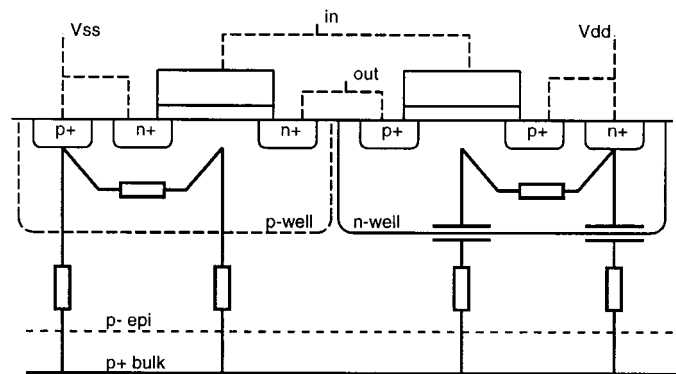 in
Vss
Vdd
out
p+
n+
n+
p+
p+
n+
p-well
n-well
p- epi
p+ bulk